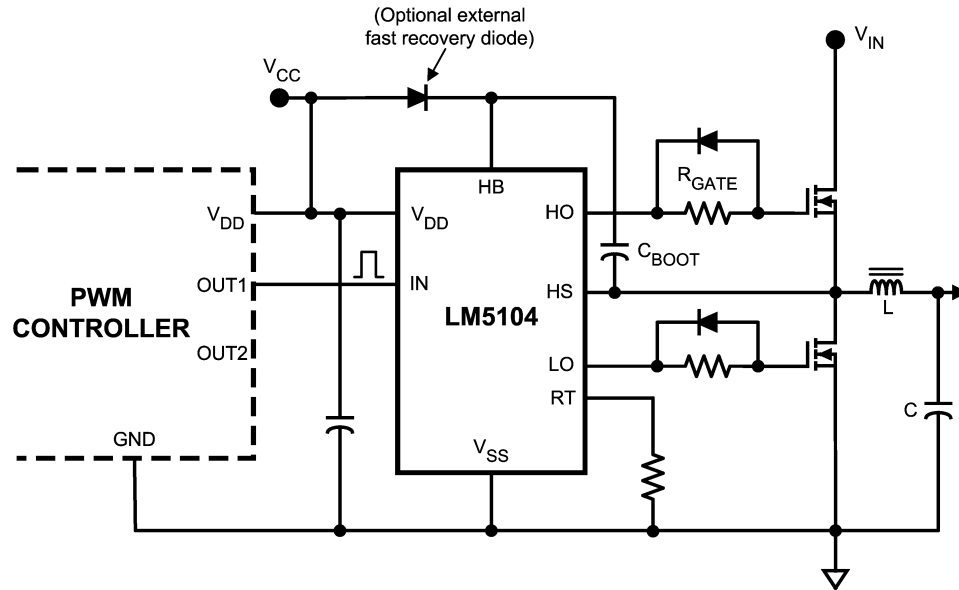 (Optional external
fast recovery diode)
VCC
VIN
HB
RGATE
VDD
VDD
HO
CBOOT
OUT1
IN
HS
PWM
CONTROLLER
LM5104
L
OUT2
LO
RT
C
GND
VSS